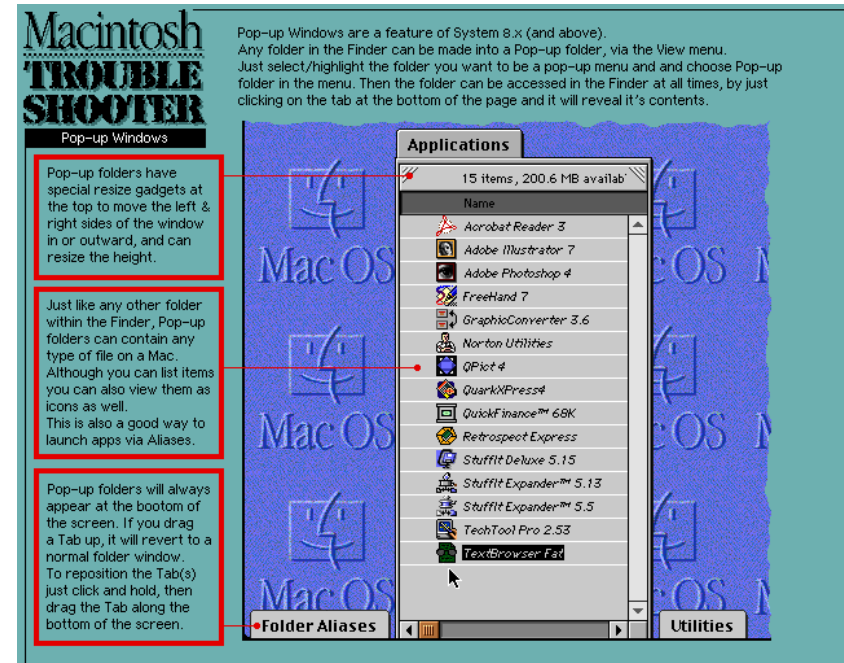 Macintosh
TROUBLE
SHOOTER
Pop-up Windows
Pop-up Windows are a feature of System 8.x (and above).
Any folder in the Finder can be made into a Pop-up folder, via the View menu.
Just select/highlight the folder you want to be a pop-up menu and and choose Pop-up
folder in the menu. Then the folder can be accessed in the Finder at all times, by just
clicking on the tab at the bottom of the page and it will reveal it's contents.
Pop-up folders have
special resize gadgets at
the top to move the left &
right sides of the window
in or outward, and can
resize the height.
Just like any other folder
within the Finder, Pop-up
folders can contain any
type of file on a Mac.
Although you can list items
you can also view them as
icons as well.
This is also a good way to
launch apps via Aliases.
Pop-up folders will always
appear at the bootom of
the screen. If you drag
a Tab up, it will revert to a
normal folder window.
To reposition the Tab(s)
just click and hold, then
drag the Tab along the
bottom of the screen.
Applications
15 items, 200.6 MB availab
Name
Acrobat Reader 3
Adobe Illustrator 7
Adobe Photoshop 4
FreeHand 7
GraphicConverter 3.6
Norton Utilities
QPict 4
QuarkXPress4
QuickFinance™ 68K
Retrospect Express
StuffIt Deluxe 5.15
StuffIt Expander™ 5.13
StuffIt Expander™ 5.5
TechTool Pro 2.53
TextBrowser Fat
Mac OS
Mac OS
Mac OS
OS
OS
OS
Folder Aliases
Utilities